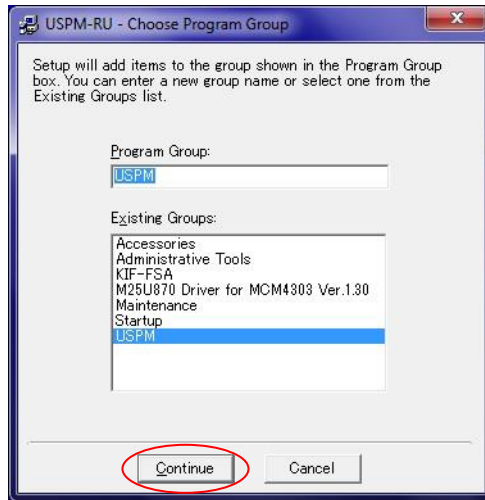 USPM-RU - Choose Program Group
Setup will add items to the group shown in the Program Group
box. You can enter a new group name or select one from the
Existing Groups list.
Program Group:
USPM
Existing Groups:
Accessories
Administrative Tools
KIF-FSA
M25U870 Driver for MCM4303 Ver.1.30
Maintenance
Startup
USPM
Continue
Cancel